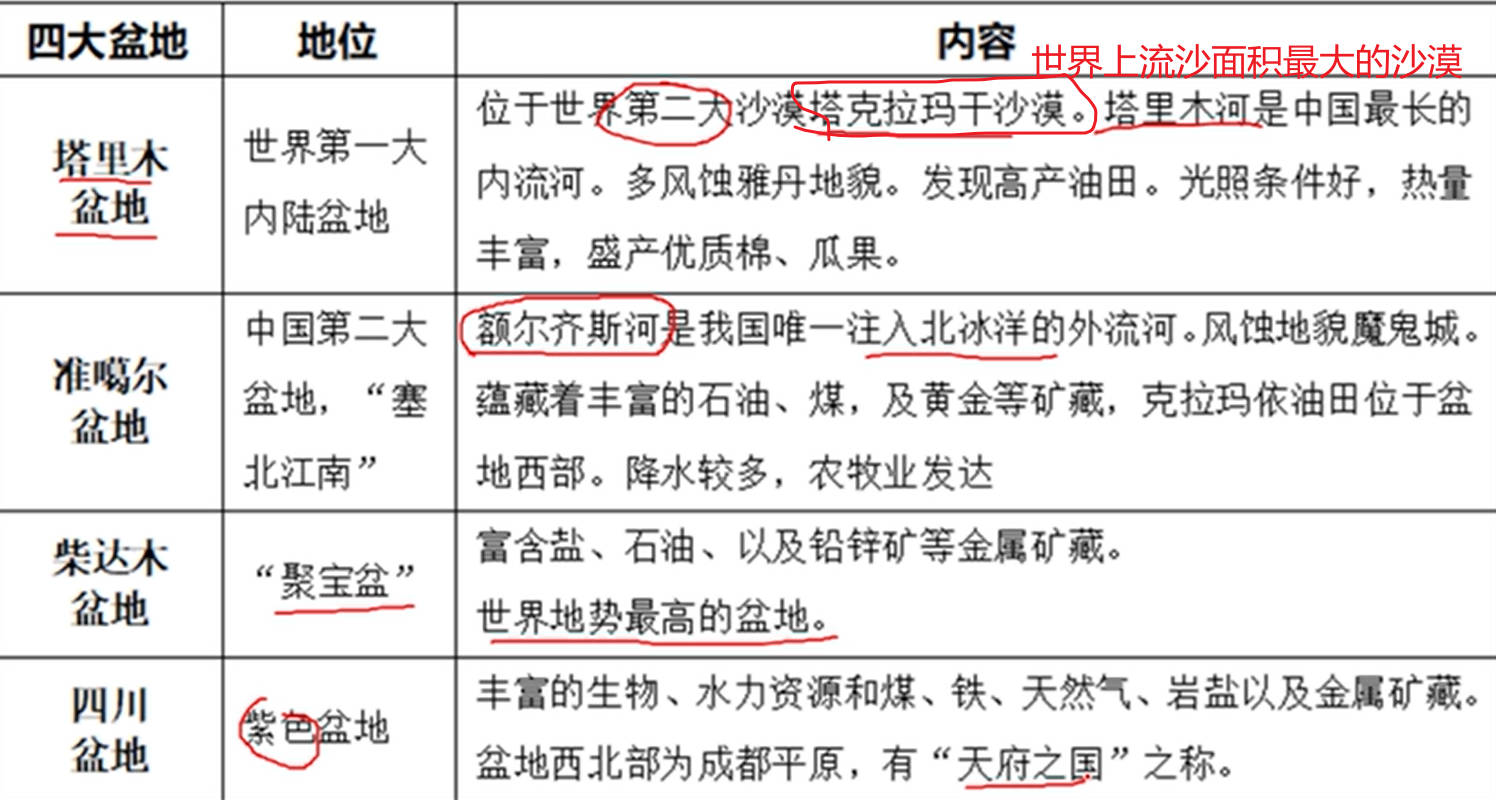 四大盆地 地位 内容
世界上流沙面积最大的沙漠
塔里木
盆地
世界第一大
内陆盆地
位于世界第二大沙漠塔克拉玛干沙漠。塔里木河是中国最长的
内流河。多风蚀雅丹地貌。发现高产油田。光照条件好，热量
丰富，盛产优质棉、瓜果。
准噶尔
盆地
中国第二大
盆地，“塞
北江南”
额尔齐斯河是我国唯一注入北冰洋的外流河。风蚀地貌魔鬼城。
蕴藏着丰富的石油、煤，及黄金等矿藏，克拉玛依油田位于盆
地西部。降水较多，农牧业发达
柴达木
盆地
“聚宝盆”
富含盐、石油、以及铅锌矿等金属矿藏。
世界地势最高的盆地。
四川
盆地
紫色盆地
丰富的生物、水力资源和煤、铁、天然气、岩盐以及金属矿藏。
盆地西北部为成都平原，有“天府之国”之称。